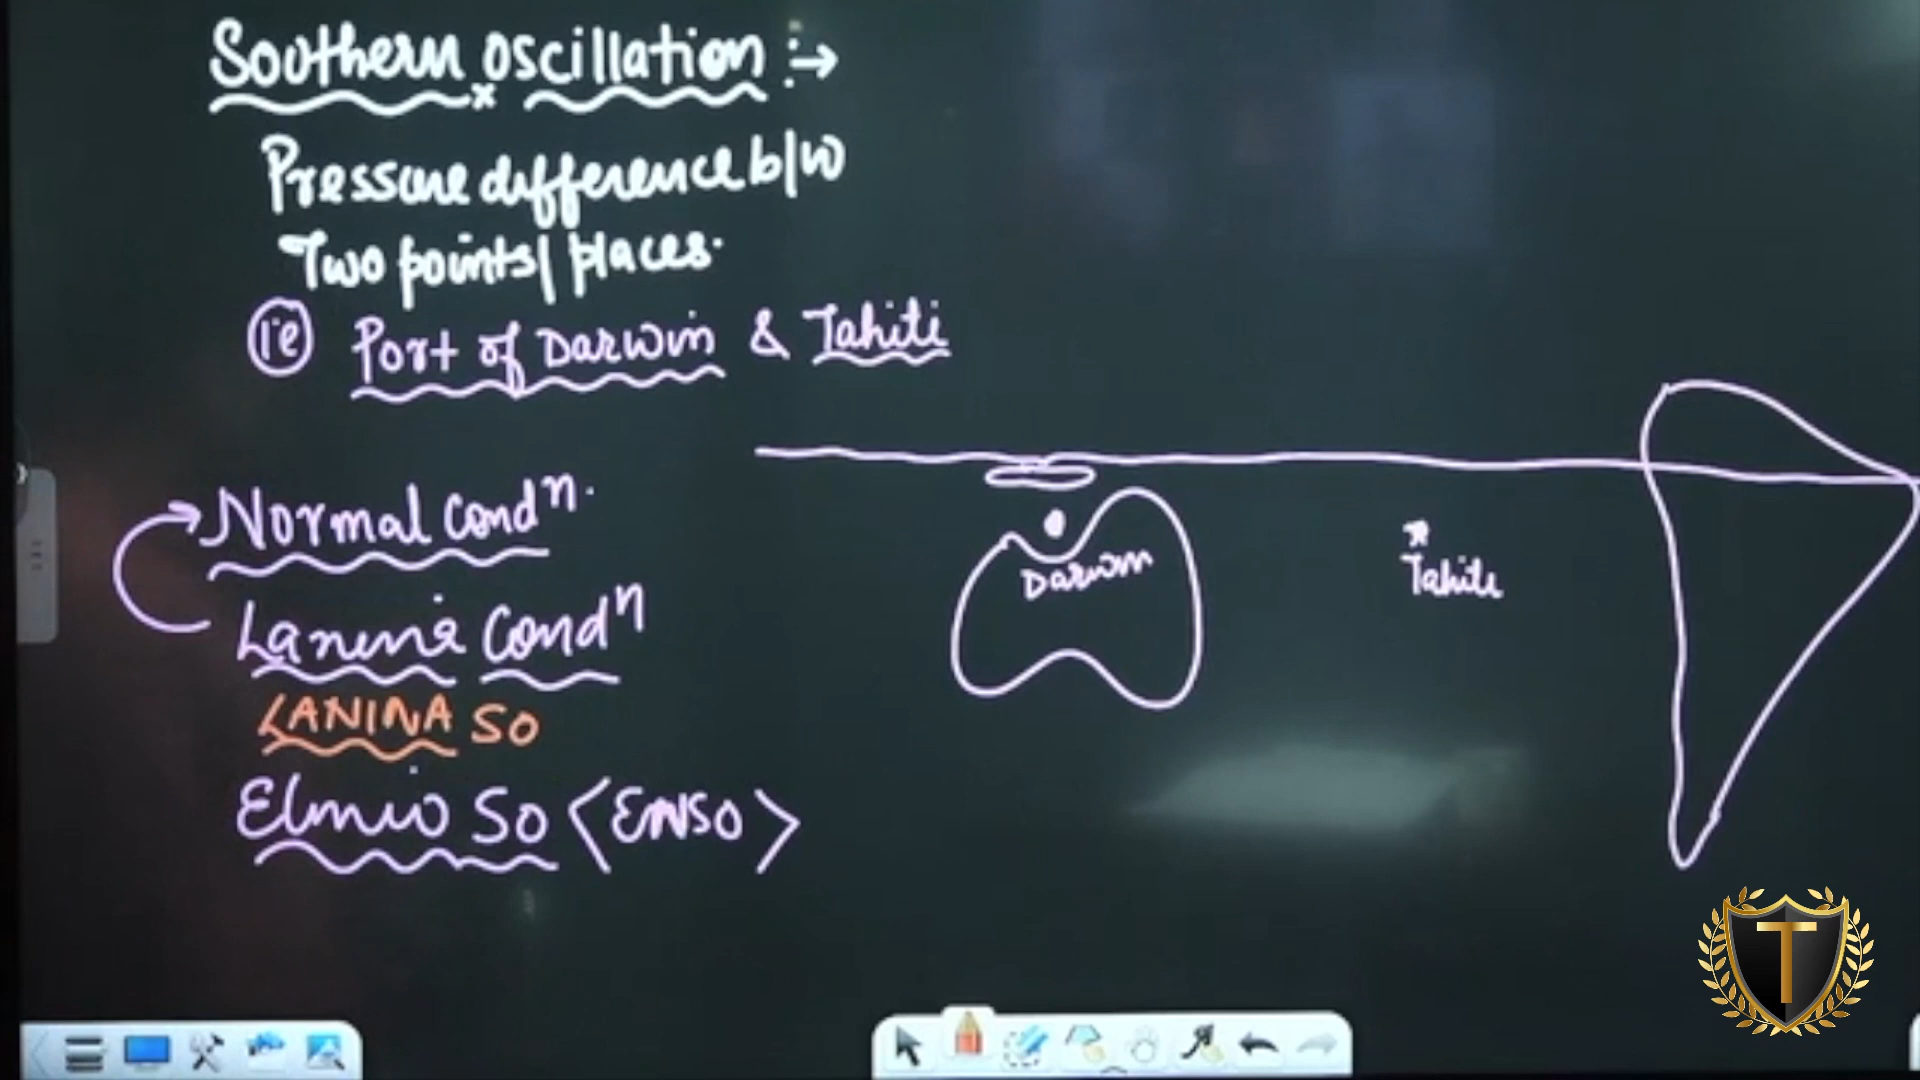 Southern oscillation :→
Pressure difference b/w
Two points/places.
(i.e) Port of Darwin & Tahiti
Normal condⁿ.
Lanina Condⁿ
LANINA SO
Elnino SO <ENSO>
Darwin
Tahiti
T